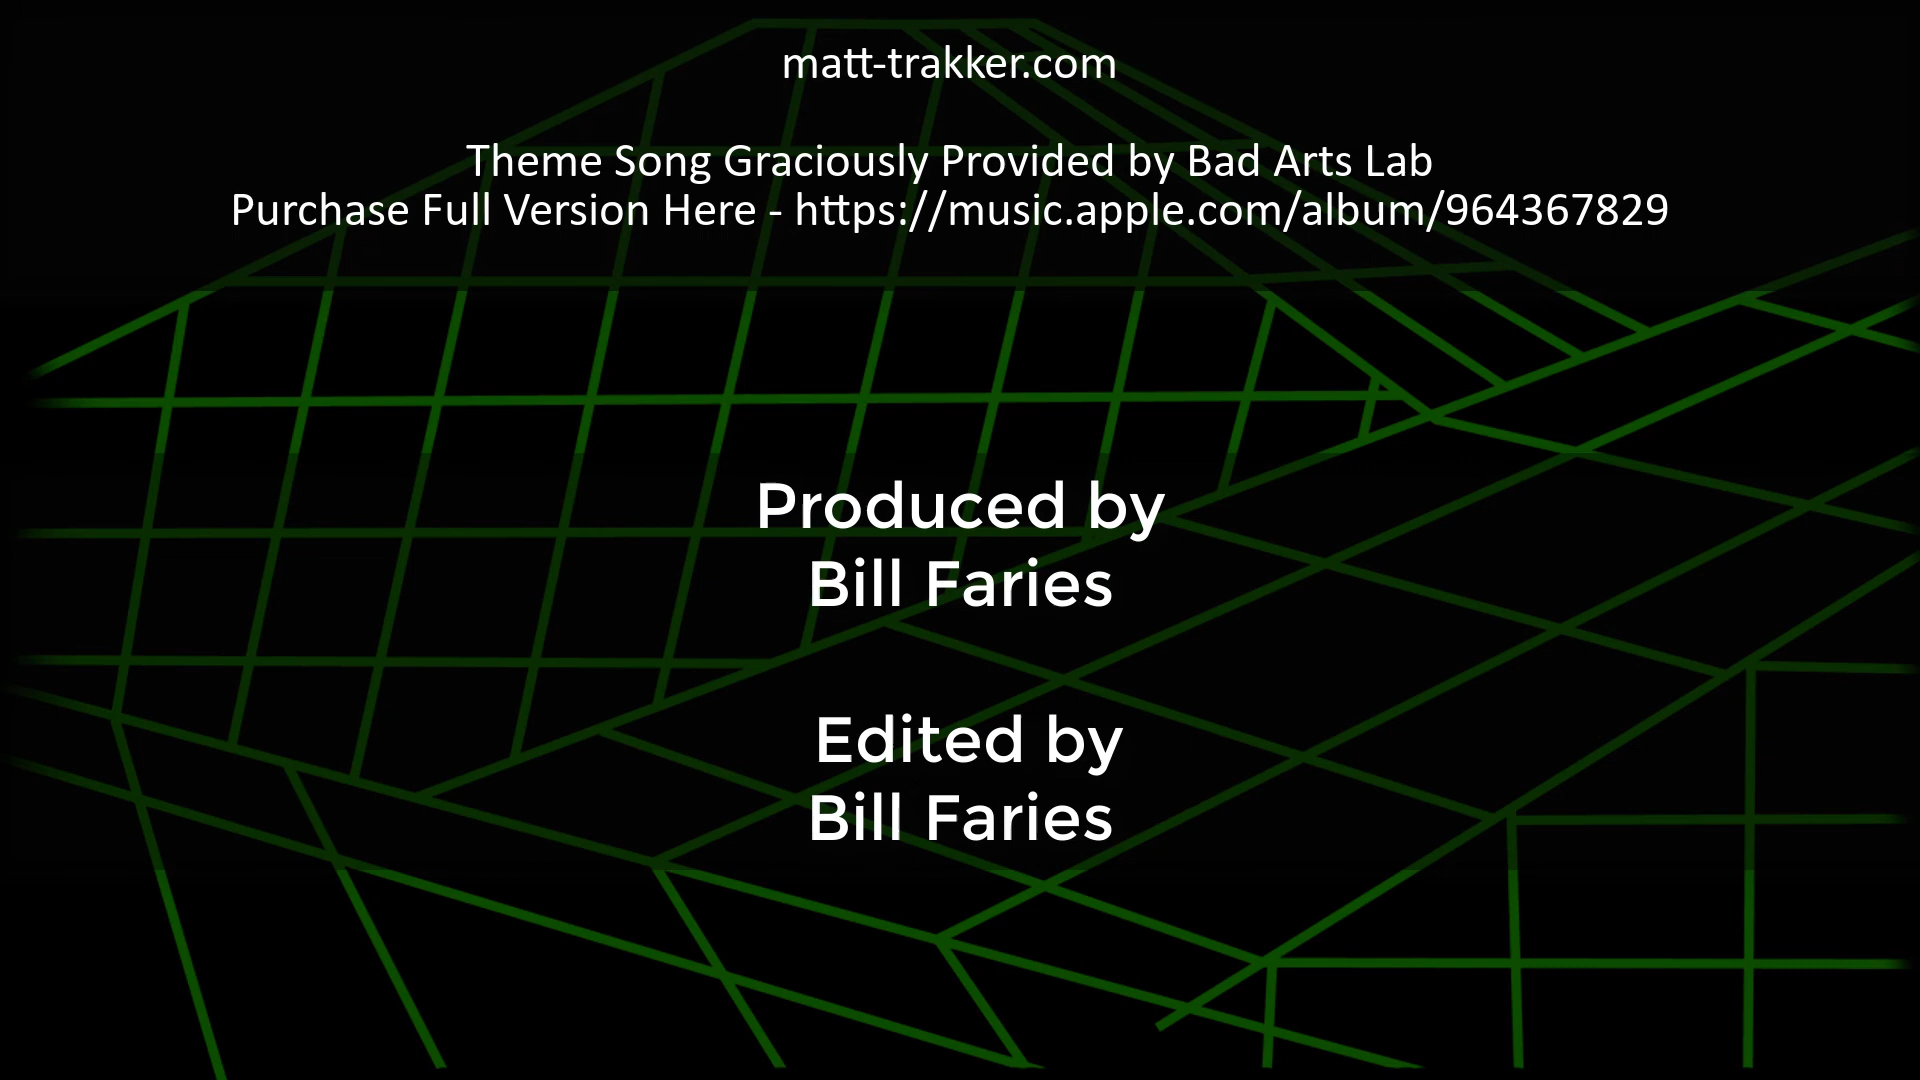 matt-trakker.com
Theme Song Graciously Provided by Bad Arts Lab
Purchase Full Version Here - https://music.apple.com/album/964367829
Produced by
Bill Faries
Edited by
Bill Faries